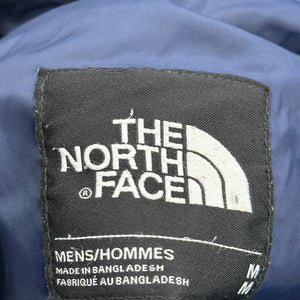 THE
NORTH
® FACE
MENS/HOMMES M
MADE IN BANGLADESH
FABRIQUÉ AU BANGLADESH M